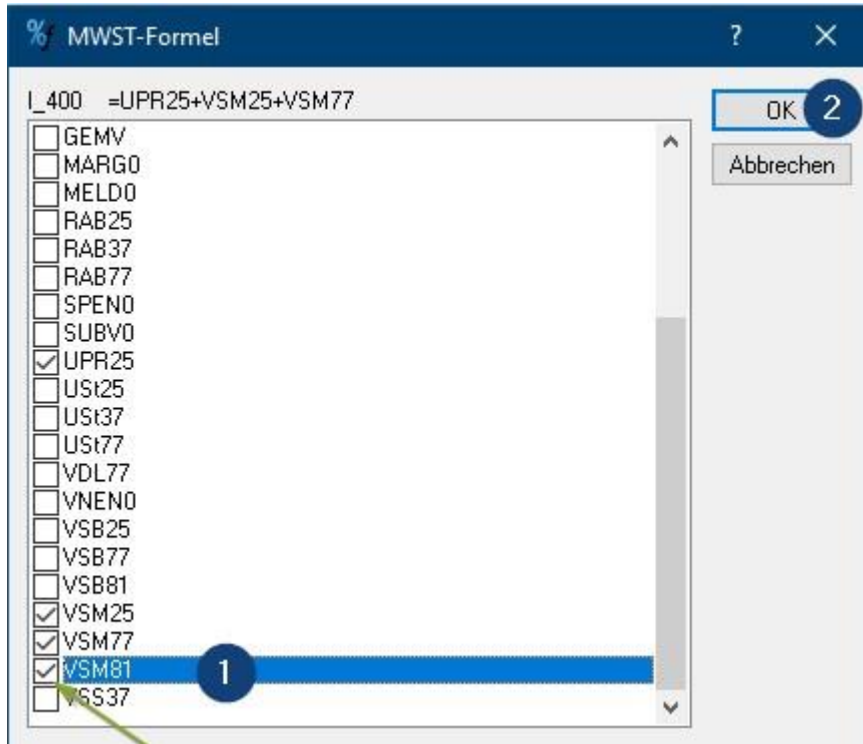 % MWST-Formel ?
I_400 =UPR25+VSM25+VSM77
OK 2
Abbrechen
GEMV
MARG0
MELD0
RAB25
RAB37
RAB77
SPEN0
SUBV0
UPR25
USt25
USt37
USt77
VDL77
VNEN0
VSB25
VSB77
VSB81
VSM25
VSM77
VSM81 1
VSS37